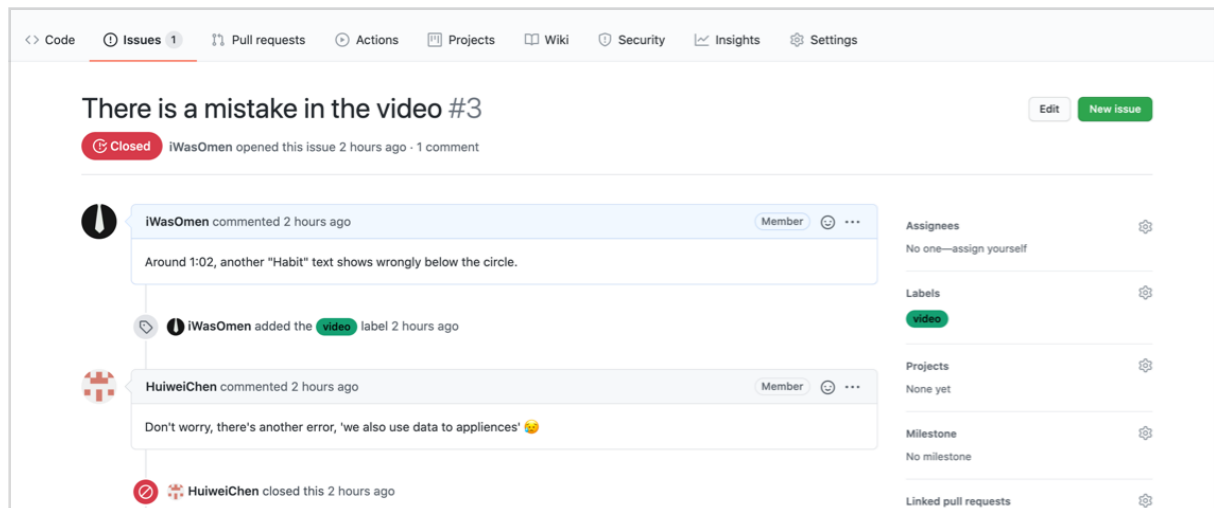 Code Issues 1 Pull requests Actions Projects Wiki Security Insights Settings
There is a mistake in the video #3
Edit New issue
Closed iWasOmen opened this issue 2 hours ago · 1 comment
iWasOmen commented 2 hours ago Member
Around 1:02, another "Habit" text shows wrongly below the circle.
iWasOmen added the video label 2 hours ago
HuiweiChen commented 2 hours ago Member
Don't worry, there's another error, 'we also use data to appliences' 😥
HuiweiChen closed this 2 hours ago
Assignees
No one—assign yourself
Labels
video
Projects
None yet
Milestone
No milestone
Linked pull requests